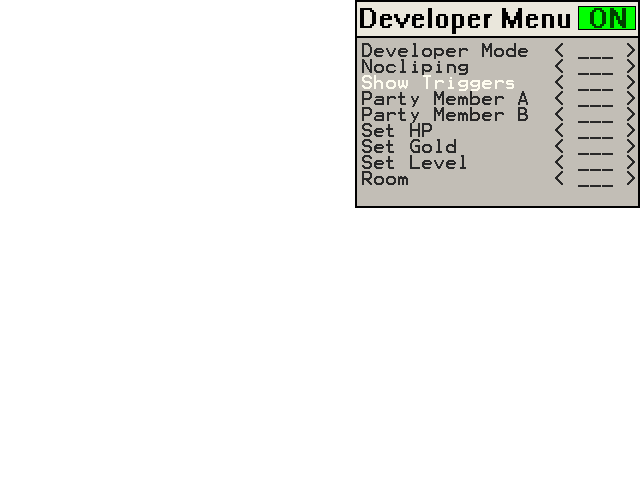 Developer Menu ON
Developer Mode < ___ >
Nocliping < ___ >
Show Triggers < ___ >
Party Member A < ___ >
Party Member B < ___ >
Set HP < ___ >
Set Gold < ___ >
Set Level < ___ >
Room < ___ >